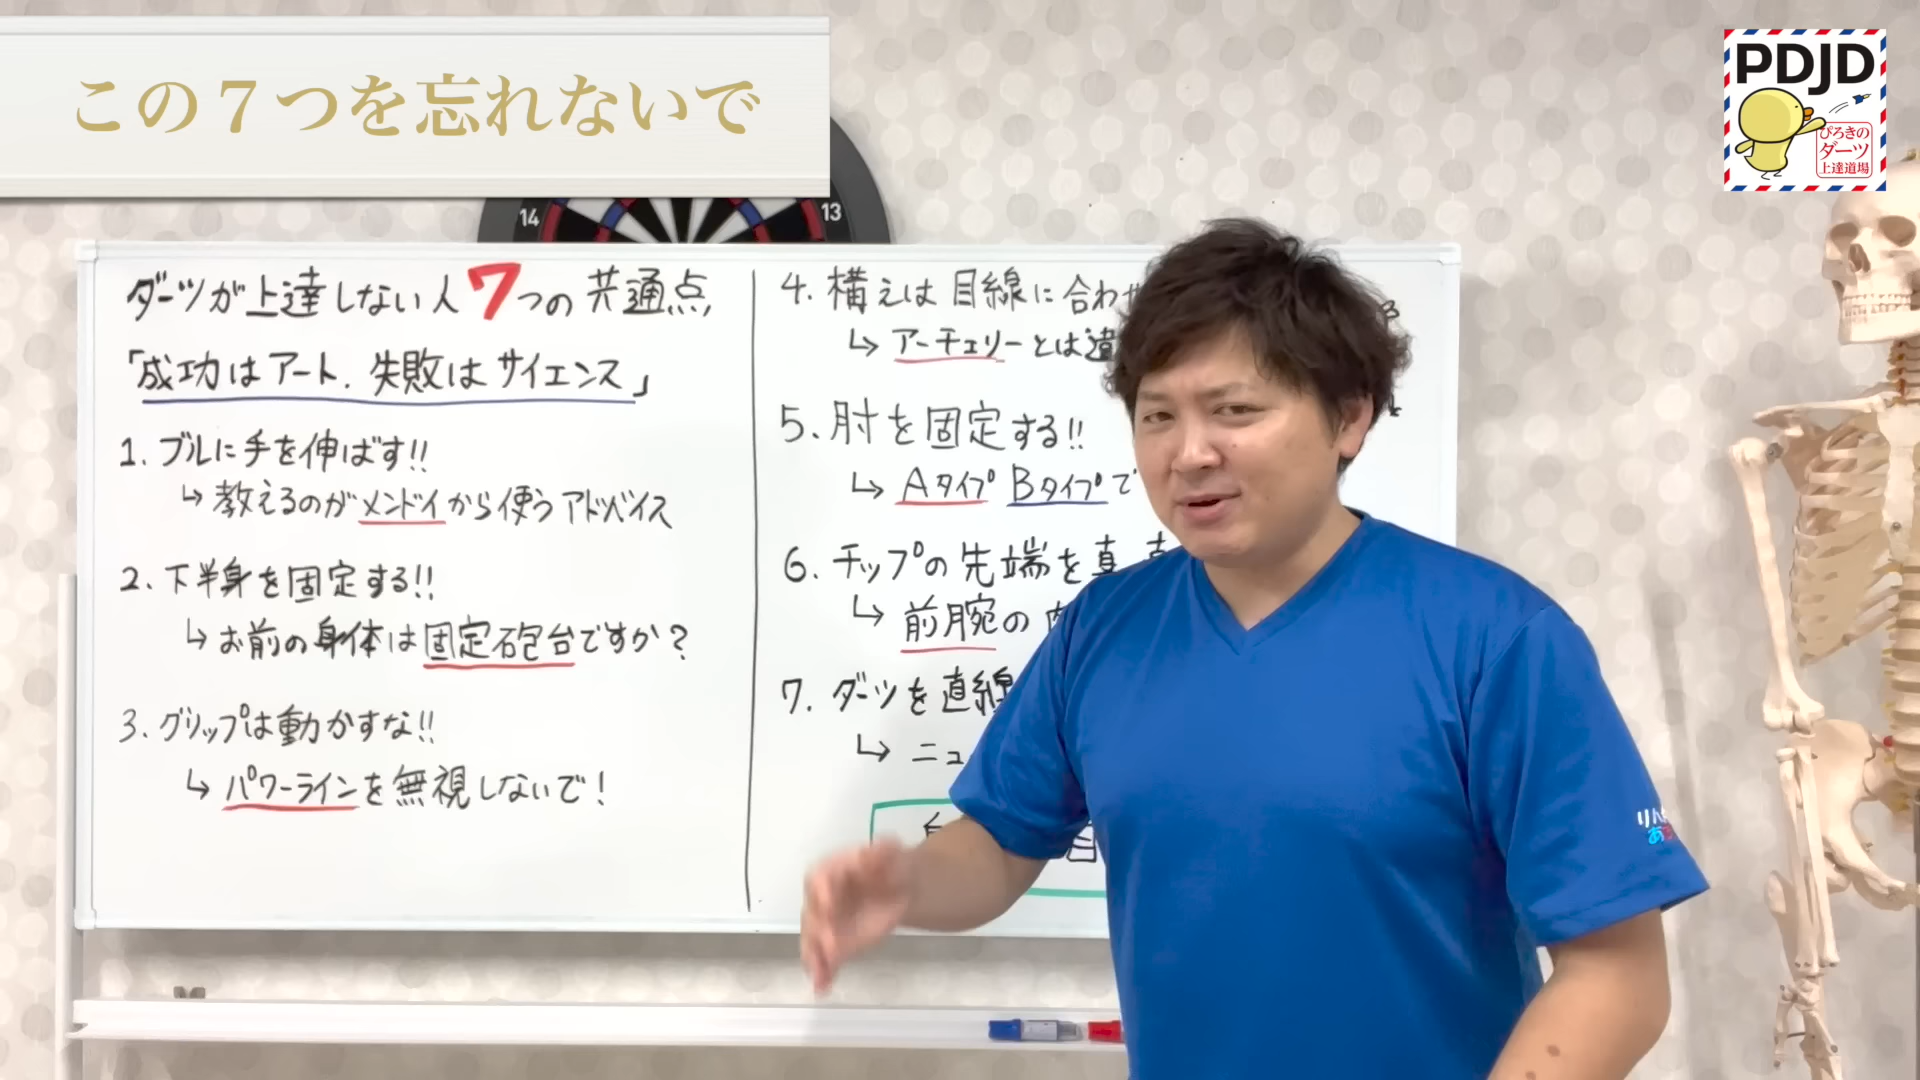 この７つを忘れないで
PDJD
ぴろきの
ダーツ
上達道場
14
13
ダーツが上達しない人7つの共通点
「成功はアート、失敗はサイエンス」
1. ブルに手を伸ばす!!
↳ 教えるのがメンドイから使うアドバイス
2. 下半身を固定する!!
↳ お前の身体は固定砲台ですか?
3. グリップは動かすな!!
↳ パワーラインを無視しないで!
4. 構えは目線に合わせ
↳ アーチェリーとは違
5. 肘を固定する!!
↳ Aタイプ Bタイプで
6. チップの先端を真
↳ 前腕の
7. ダーツを直線
↳ ニュ
リハ
あ